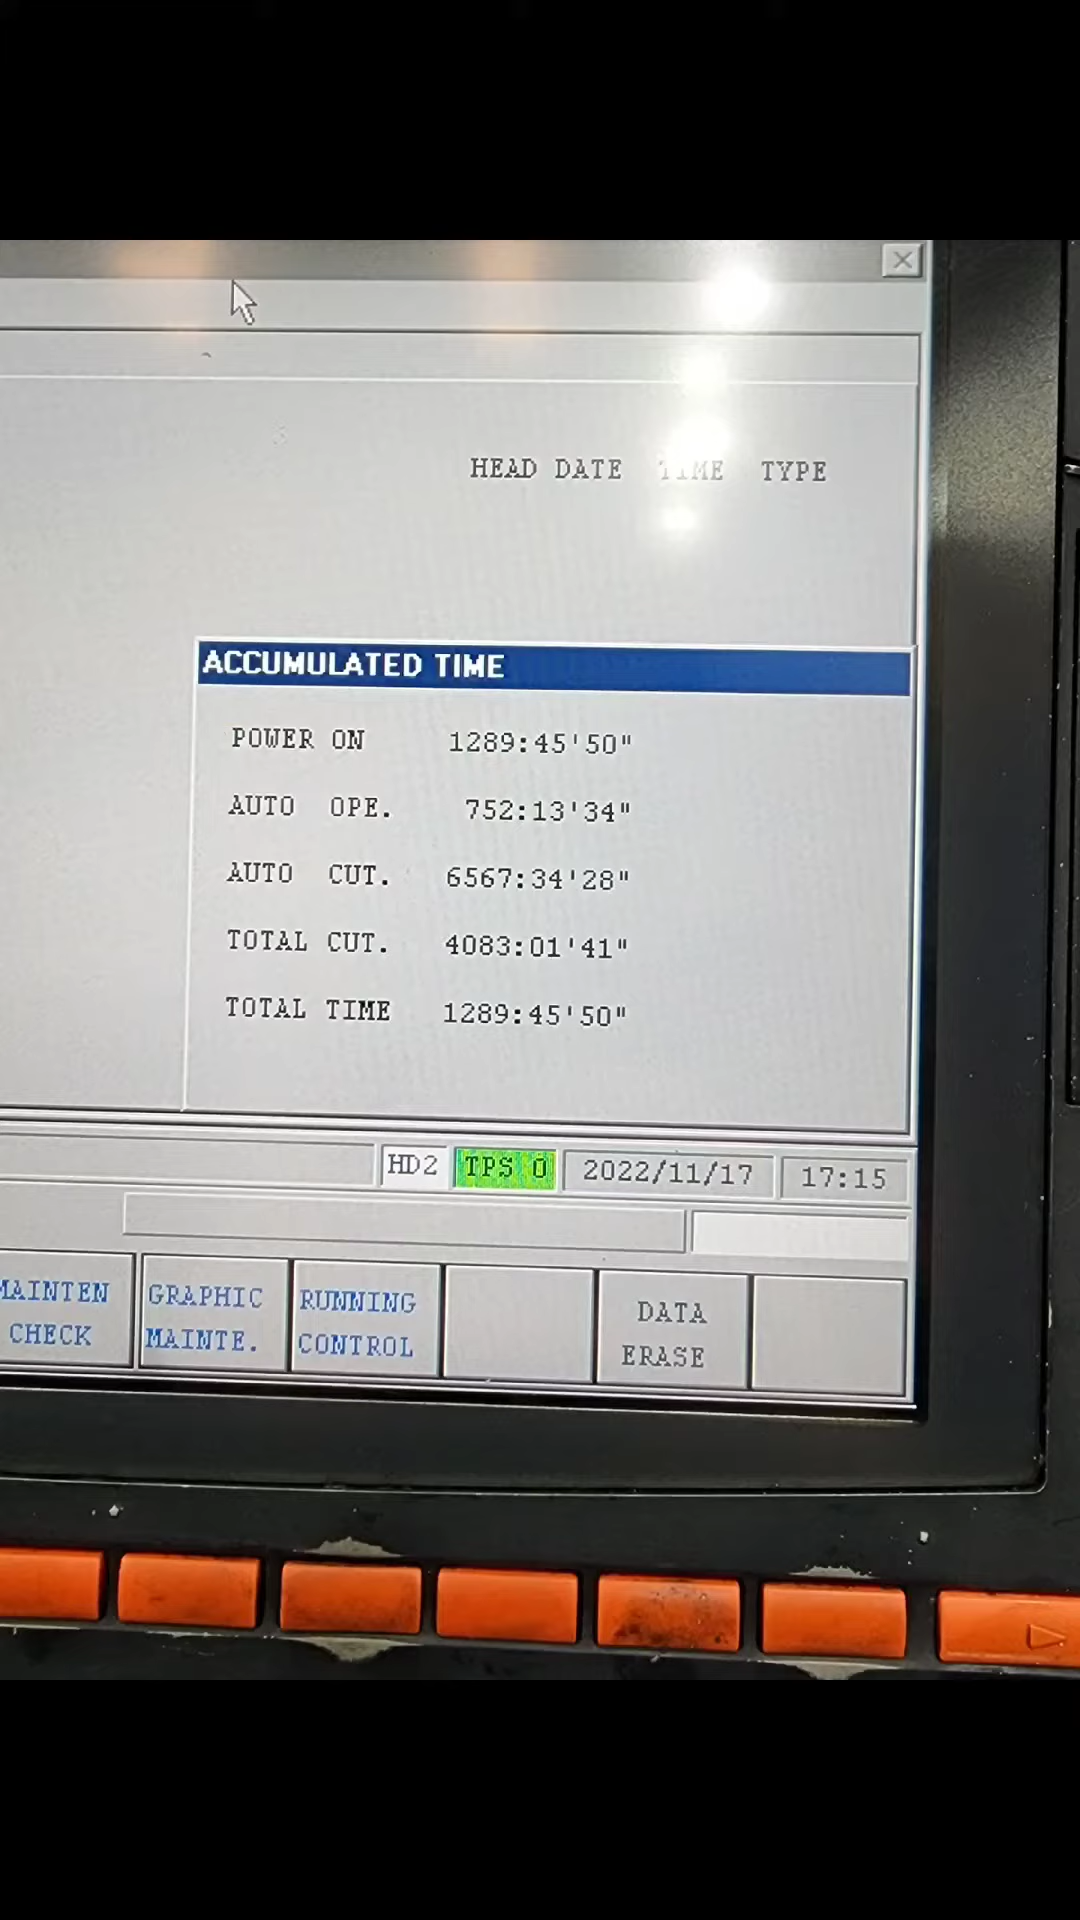 HEAD DATE TIME TYPE
ACCUMULATED TIME
POWER ON 1289:45'50"
AUTO OPE. 752:13'34"
AUTO CUT. 6567:34'28"
TOTAL CUT. 4083:01'41"
TOTAL TIME 1289:45'50"
HD2 TPS 0 2022/11/17 17:15
MAINTEN CHECK
GRAPHIC MAINTE.
RUNNING CONTROL
DATA ERASE